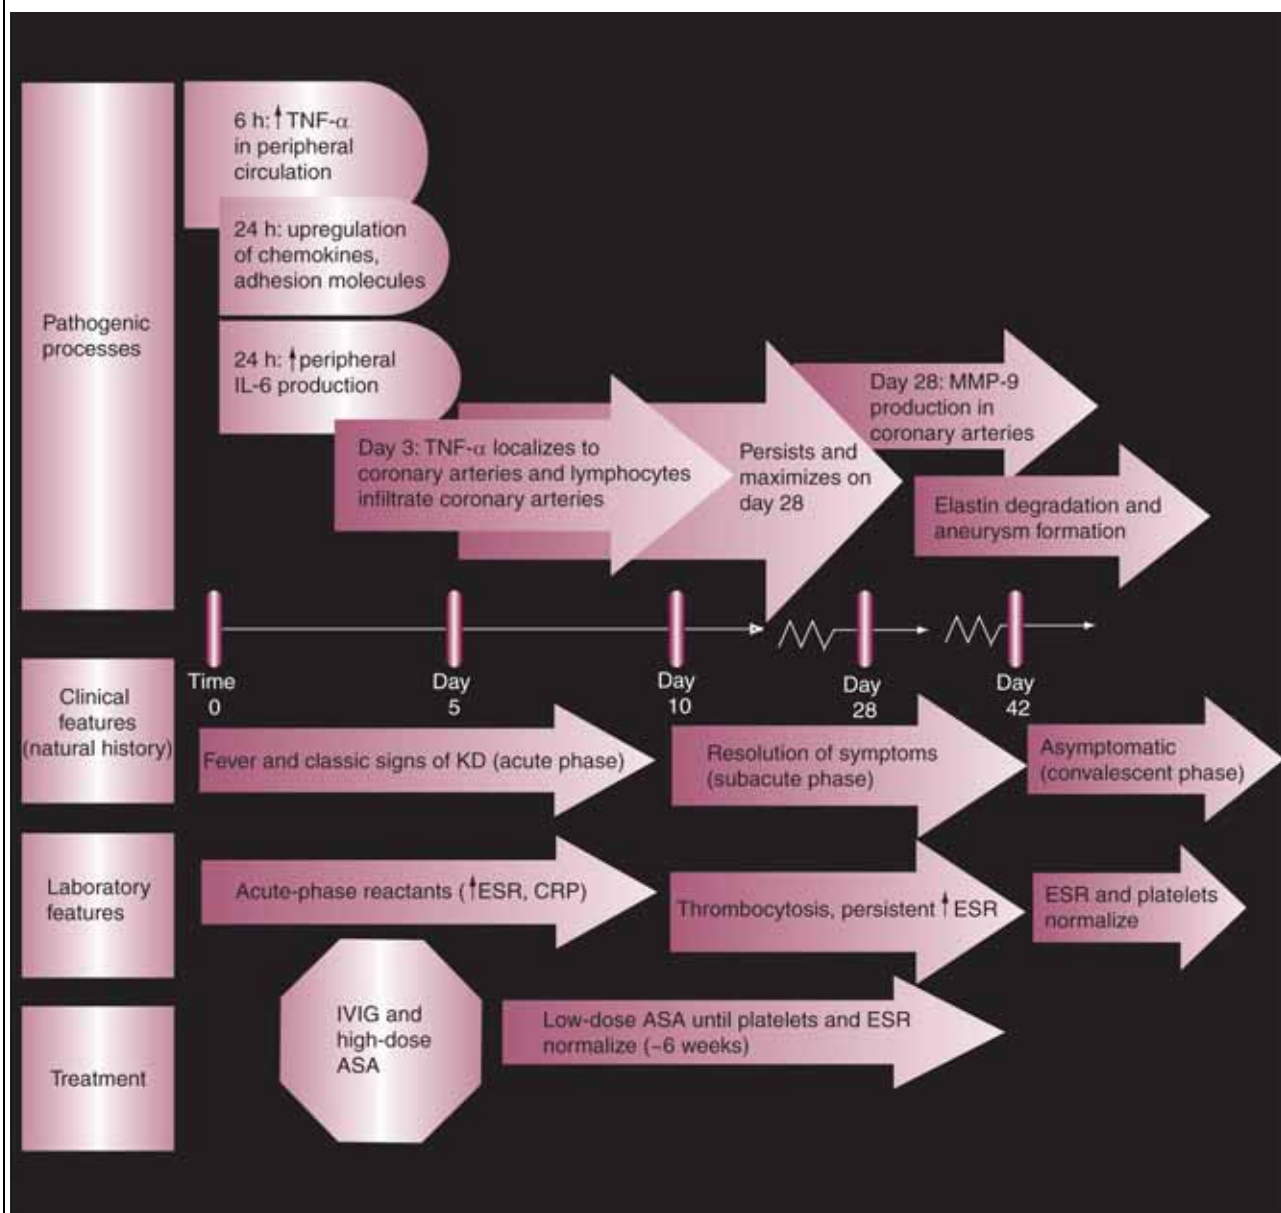 Pathogenic
processes
6 h: ↑TNF-α
in peripheral
circulation
24 h: upregulation
of chemokines,
adhesion molecules
24 h: ↑peripheral
IL-6 production
Day 3: TNF-α localizes to
coronary arteries and lymphocytes
infiltrate coronary arteries
Persists and
maximizes on
day 28
Day 28: MMP-9
production in
coronary arteries
Elastin degradation and
aneurysm formation
Time
0
Day
5
Day
10
Day
28
Day
42
Clinical
features
(natural history)
Fever and classic signs of KD (acute phase)
Resolution of symptoms
(subacute phase)
Asymptomatic
(convalescent phase)
Laboratory
features
Acute-phase reactants (↑ESR, CRP)
Thrombocytosis, persistent ↑ESR
ESR and platelets
normalize
Treatment
IVIG and
high-dose
ASA
Low-dose ASA until platelets and ESR
normalize (~6 weeks)